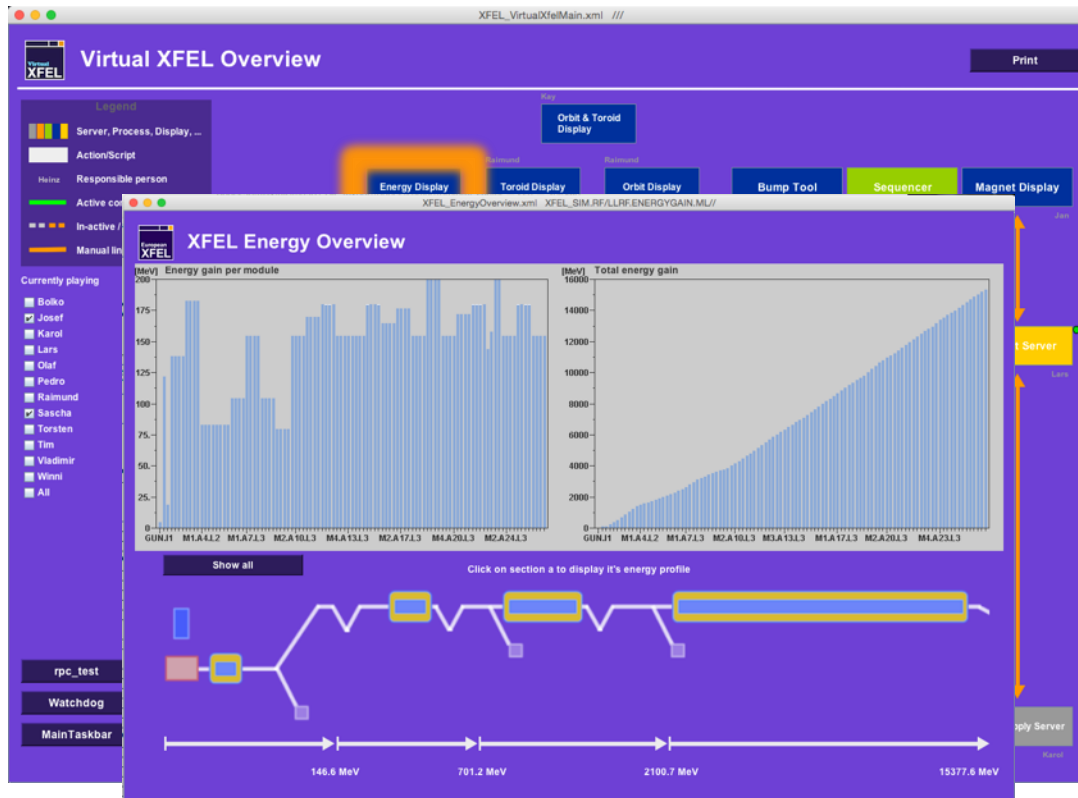 XFEL_VirtualXfelMain.xml ///
Virtual
XFEL
Virtual XFEL Overview
Print
Legend
Server, Process, Display, ...
Action/Script
Heinz Responsible person
Active con
In-active /
Manual lin
Key
Orbit & Toroid
Display
Raimund
Raimund
Energy Display
Toroid Display
Orbit Display
Bump Tool
Sequencer
Magnet Display
Jan
t Server
Lars
Currently playing
Bolko
Josef
Karol
Lars
Olaf
Pedro
Raimund
Sascha
Torsten
Tim
Vladimir
Winni
All
rpc_test
Watchdog
MainTaskbar
pply Server
Karol
XFEL_EnergyOverview.xml XFEL_SIM.RF/LLRF.ENERGYGAIN.ML//
European
XFEL
XFEL Energy Overview
[MeV] Energy gain per module
200
175
150
125
100
75.
50.
25.
0
GUN.I1 M1.A4.L2 M1.A7.L3 M2.A10.L3 M4.A13.L3 M2.A17.L3 M4.A20.L3 M2.A24.L3
[MeV] Total energy gain
16000
14000
12000
10000
8000
6000
4000
2000
0
GUN.I1 M1.A4.L2 M1.A7.L3 M2.A10.L3 M3.A13.L3 M1.A17.L3 M2.A20.L3 M4.A23.L3
Show all
Click on section a to display it's energy profile
146.6 MeV
701.2 MeV
2100.7 MeV
15377.6 MeV